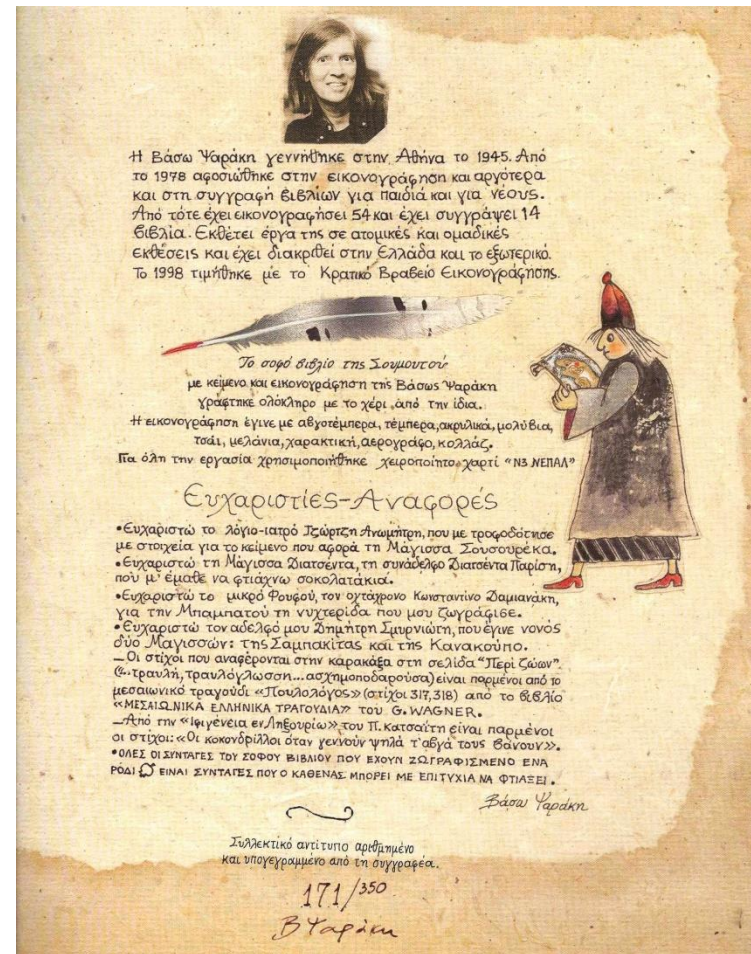 Η Βάσω Ψαράκη γεννήθηκε στην Αθήνα το 1945. Από
το 1978 αφοσιώθηκε στην εικονογράφηση και αργότερα
και στη συγγραφή βιβλίων για παιδιά και για νέους.
Από τότε έχει εικονογραφήσει 54 και έχει συγγράψει 14
βιβλία. Εκθέτει έργα της σε ατομικές και ομαδικές
εκθέσεις και έχει διακριθεί στην Ελλάδα και το εξωτερικό.
Το 1998 τιμήθηκε με το Κρατικό Βραβείο Εικονογράφησης.
Το σοφό βιβλίο της Σουμουτού
με κείμενο και εικονογράφηση της Βάσως Ψαράκη
γράφτηκε ολόκληρο με το χέρι, από την ίδια.
Η εικονογράφηση έγινε με αβγοτέμπερα, τέμπερα, ακρυλικά, μολύβια,
τσάι, μελάνια, χαρακτική, αερογράφο, κολλάζ.
Για όλη την εργασία χρησιμοποιήθηκε χειροποίητο χαρτί “Ν3 ΝΕΠΑΛ”
Ευχαριστίες-Αναφορές
•Ευχαριστώ το λόγιο-ιατρό Τζώρτζη Ανωμήτρη, που με τροφοδότησε
με στοιχεία για το κείμενο που αφορά τη Μάγισσα Σουσουρέκα.
•Ευχαριστώ τη Μάγισσα Διατσέντα, τη συνάδελφο Διατσέντα Παρίση,
που μ' έμαθε να φτιάχνω σοκολατάκια.
•Ευχαριστώ το μικρό Φουφού, τον οχτάχρονο Κωνσταντίνο Δαμιανάκη,
για την Μπαμπατού τη νυχτερίδα που μου ζωγράφισε.
•Ευχαριστώ τον αδελφό μου Δημήτρη Σμυρνιώτη, που έγινε νονός
δύο Μαγισσών: της Σαμπακίτας και της Κανακούπο.
_Οι στίχοι που αναφέρονται στην καρακάξα στη σελίδα “Περί ζώων”
(«..τραυλή, τραυλόγλωσση...ασχημοποδαρούσα) είναι παρμένοι από το
μεσαιωνικό τραγούδι «Πουλολόγος» (στίχοι 317, 318) από το βιβλίο
«ΜΕΣΑΙΩΝΙΚΑ ΕΛΛΗΝΙΚΑ ΤΡΑΓΟΥΔΙΑ» του G. WAGNER.
_Από την «Ιφιγένεια εν Ληξουρίω» του Π. Κατσαΐτη είναι παρμένοι
οι στίχοι: «Οι κοκονδρίλλοι όταν γεννούν ψηλά τ'αβγά τους βάνουν».
•ΟΛΕΣ ΟΙ ΣΥΝΤΑΓΕΣ ΤΟΥ ΣΟΦΟΥ ΒΙΒΛΙΟΥ ΠΟΥ ΕΧΟΥΝ ΖΩΓΡΑΦΙΣΜΕΝΟ ΕΝΑ
ΡΟΔΙ ΕΙΝΑΙ ΣΥΝΤΑΓΕΣ ΠΟΥ Ο ΚΑΘΕΝΑΣ ΜΠΟΡΕΙ ΜΕ ΕΠΙΤΥΧΙΑ ΝΑ ΦΤΙΑΞΕΙ.
Βάσω Ψαράκη
Συλλεκτικό αντίτυπο αριθμημένο
και υπογεγραμμένο από τη συγγραφέα.
171/350
Β Ψαράκη